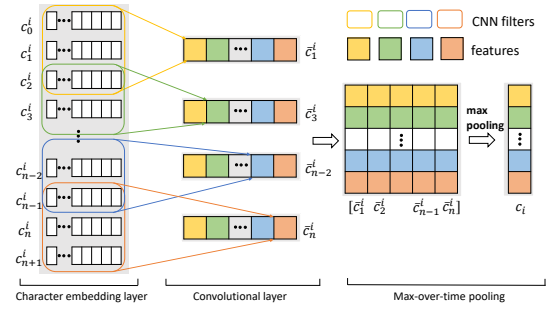 c_0^i
c_1^i
c_2^i
c_3^i
c_{n-2}^i
c_{n-1}^i
c_n^i
c_{n+1}^i
c̄_1^i
c̄_3^i
c̄_{n-2}^i
c̄_n^i
CNN filters
features
max
pooling
[c̄_1^i c̄_2^i c̄_{n-1}^i c̄_n^i]
c_i
Character embedding layer
Convolutional layer
Max-over-time pooling